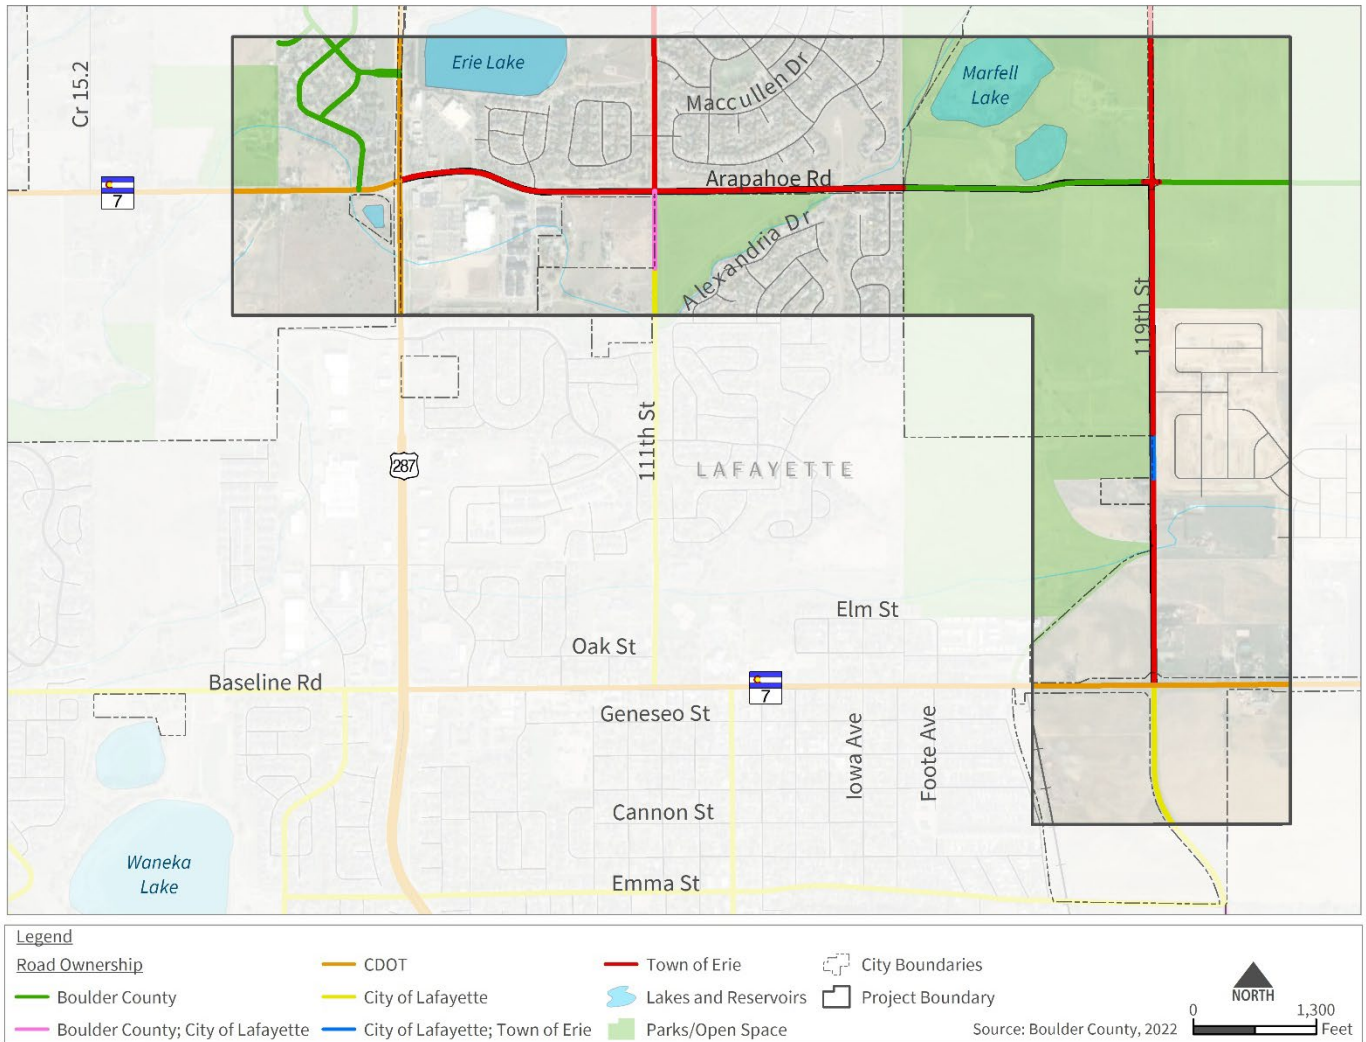 Cr 15.2
Erie Lake
Maccullen Dr
Marfell
Lake
C
7
Arapahoe Rd
Alexandria Dr
119th St
111th St
287
LAFAYETTE
Elm St
Oak St
Baseline Rd
C
7
Geneseo St
Iowa Ave
Foote Ave
Cannon St
Waneka
Lake
Emma St
Legend
Road Ownership
Boulder County
Boulder County; City of Lafayette
CDOT
City of Lafayette
City of Lafayette; Town of Erie
Town of Erie
Lakes and Reservoirs
Parks/Open Space
City Boundaries
Project Boundary
Source: Boulder County, 2022
NORTH
0 1,300
Feet